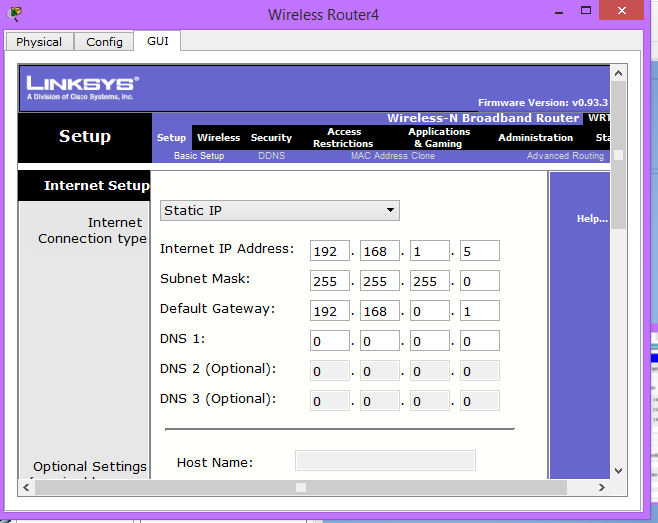 Wireless Router4
Physical Config GUI
LINKSYS®
A Division of Cisco Systems, Inc.
Firmware Version: v0.93.3
Wireless-N Broadband Router WRT
Setup
Setup Wireless Security Access Restrictions Applications & Gaming Administration Sta
Basic Setup DDNS MAC Address Clone Advanced Routing
Internet Setup
Internet Connection type
Static IP
Help...
Internet IP Address: 192 . 168 . 1 . 5
Subnet Mask: 255 . 255 . 255 . 0
Default Gateway: 192 . 168 . 0 . 1
DNS 1: 0 . 0 . 0 . 0
DNS 2 (Optional): 0 . 0 . 0 . 0
DNS 3 (Optional): 0 . 0 . 0 . 0
Optional Settings
Host Name: